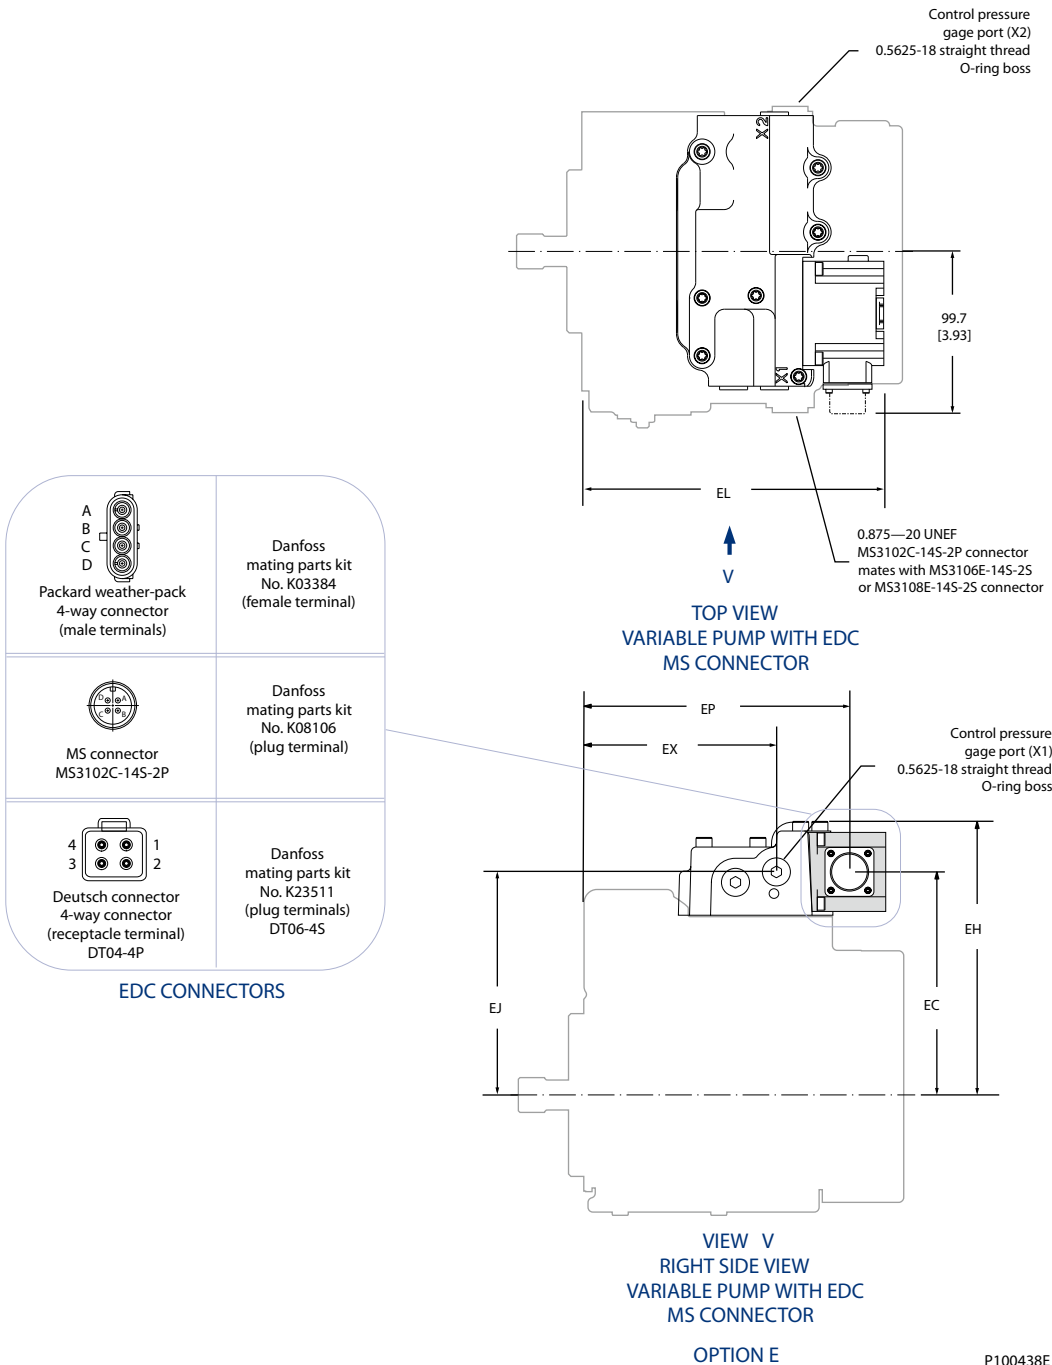 Control pressure
gage port (X2)
0.5625-18 straight thread
O-ring boss
X2
X1
99.7
[3.93]
EL
V
0.875—20 UNEF
MS3102C-14S-2P connector
mates with MS3106E-14S-2S
or MS3108E-14S-2S connector
TOP VIEW
VARIABLE PUMP WITH EDC
MS CONNECTOR
A
B
C
D
Packard weather-pack
4-way connector
(male terminals)
Danfoss
mating parts kit
No. K03384
(female terminal)
D A
C B
MS connector
MS3102C-14S-2P
Danfoss
mating parts kit
No. K08106
(plug terminal)
4 1
3 2
Deutsch connector
4-way connector
(receptacle terminal)
DT04-4P
Danfoss
mating parts kit
No. K23511
(plug terminals)
DT06-4S
EDC CONNECTORS
EP
EX
Control pressure
gage port (X1)
0.5625-18 straight thread
O-ring boss
EJ
EC
EH
VIEW V
RIGHT SIDE VIEW
VARIABLE PUMP WITH EDC
MS CONNECTOR
OPTION E
P100438E